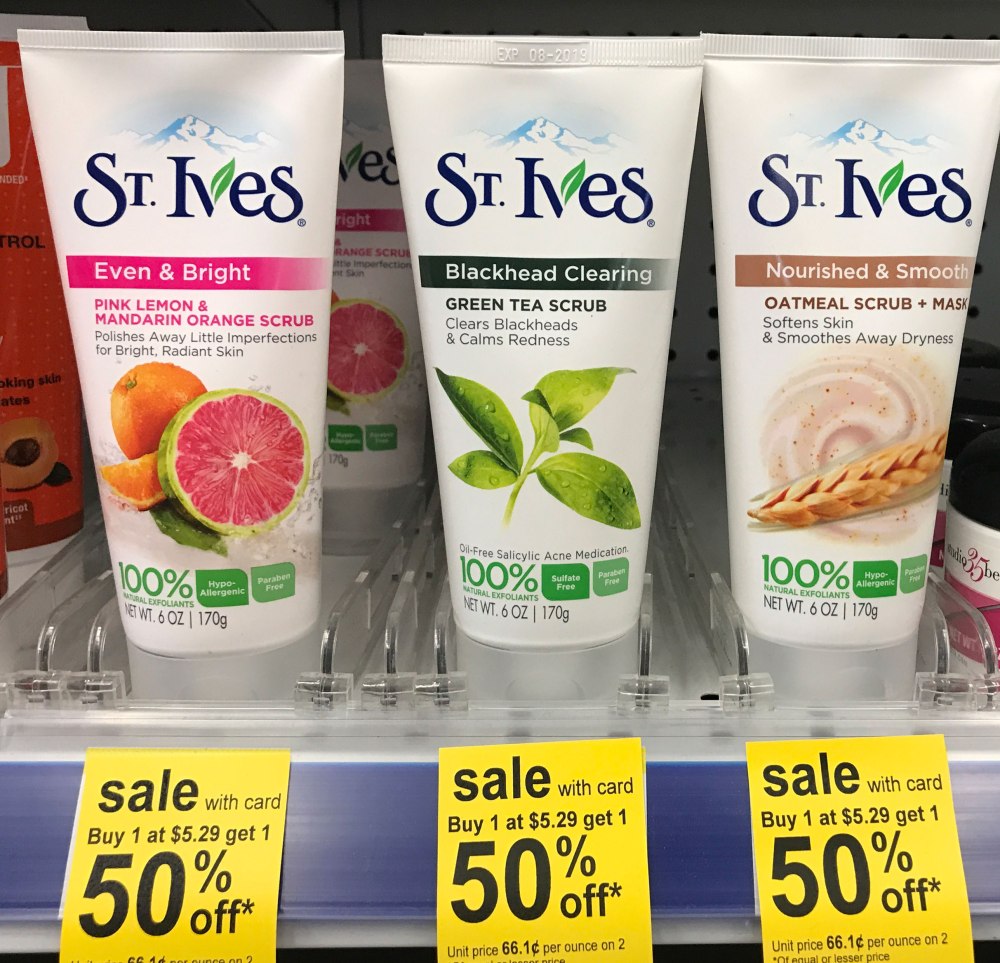 ST. Ives®
Even & Bright
PINK LEMON &
MANDARIN ORANGE SCRUB
Polishes Away Little Imperfections
for Bright, Radiant Skin
100%
NATURAL EXFOLIANTS
Hypo-
Allergenic
Paraben
Free
NET WT. 6 OZ | 170g
EXP 08-2019
ST. Ives®
Blackhead Clearing
GREEN TEA SCRUB
Clears Blackheads
& Calms Redness
Oil-Free Salicylic Acne Medication.
100%
NATURAL EXFOLIANTS
Sulfate
Free
Paraben
Free
NET WT. 6 OZ | 170g
ST. Ives®
Nourished & Smooth
OATMEAL SCRUB + MASK
Softens Skin
& Smoothes Away Dryness
100%
NATURAL EXFOLIANTS
Hypo-
Allergenic
Paraben
Free
NET WT. 6 OZ | 170g
TROL
170g
35
sale with card
Buy 1 at $5.29 get 1
50% off*
sale with card
Buy 1 at $5.29 get 1
50% off*
Unit price 66.1¢ per ounce on 2
sale with card
Buy 1 at $5.29 get 1
50% off*
Unit price 66.1¢ per ounce on 2
*Of equal or lesser price